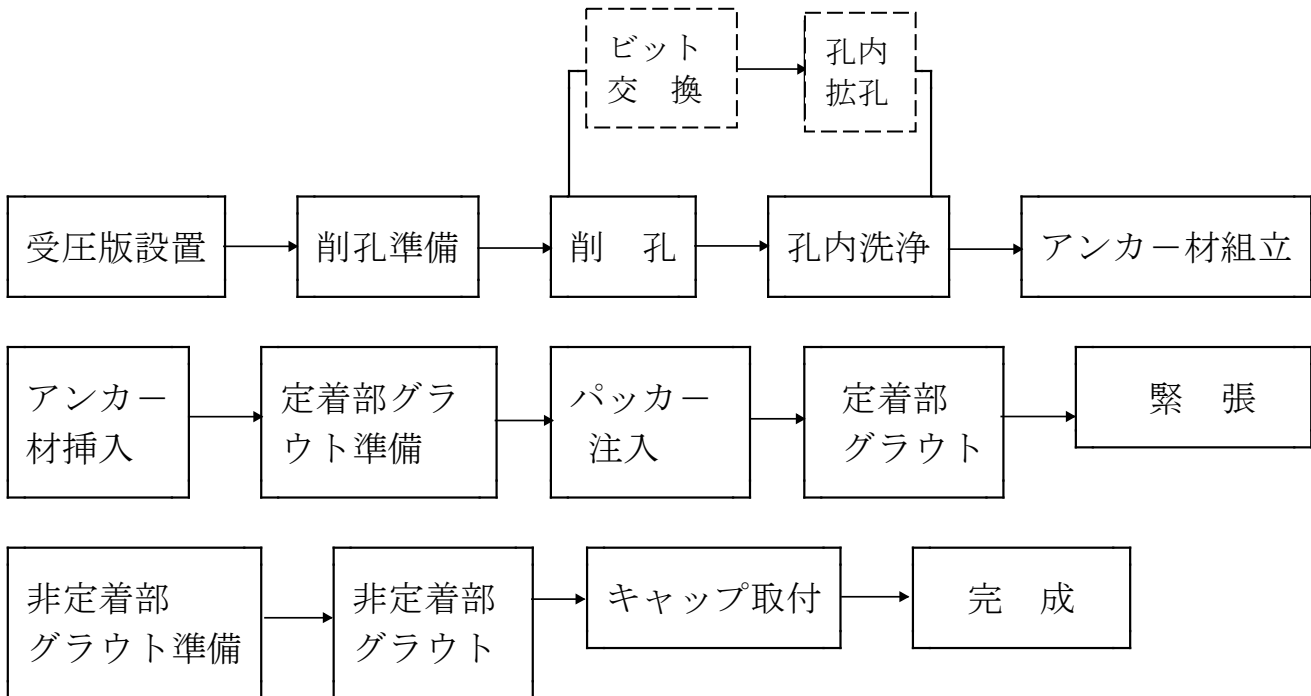 ビット
交　換
孔内
拡孔
受圧版設置
削孔準備
削　孔
孔内洗浄
アンカ－材組立
アンカ－
材挿入
定着部グラ
ウト準備
パッカ－
注入
定着部
グラウト
緊　張
非定着部
グラウト準備
非定着部
グラウト
キャップ取付
完　成